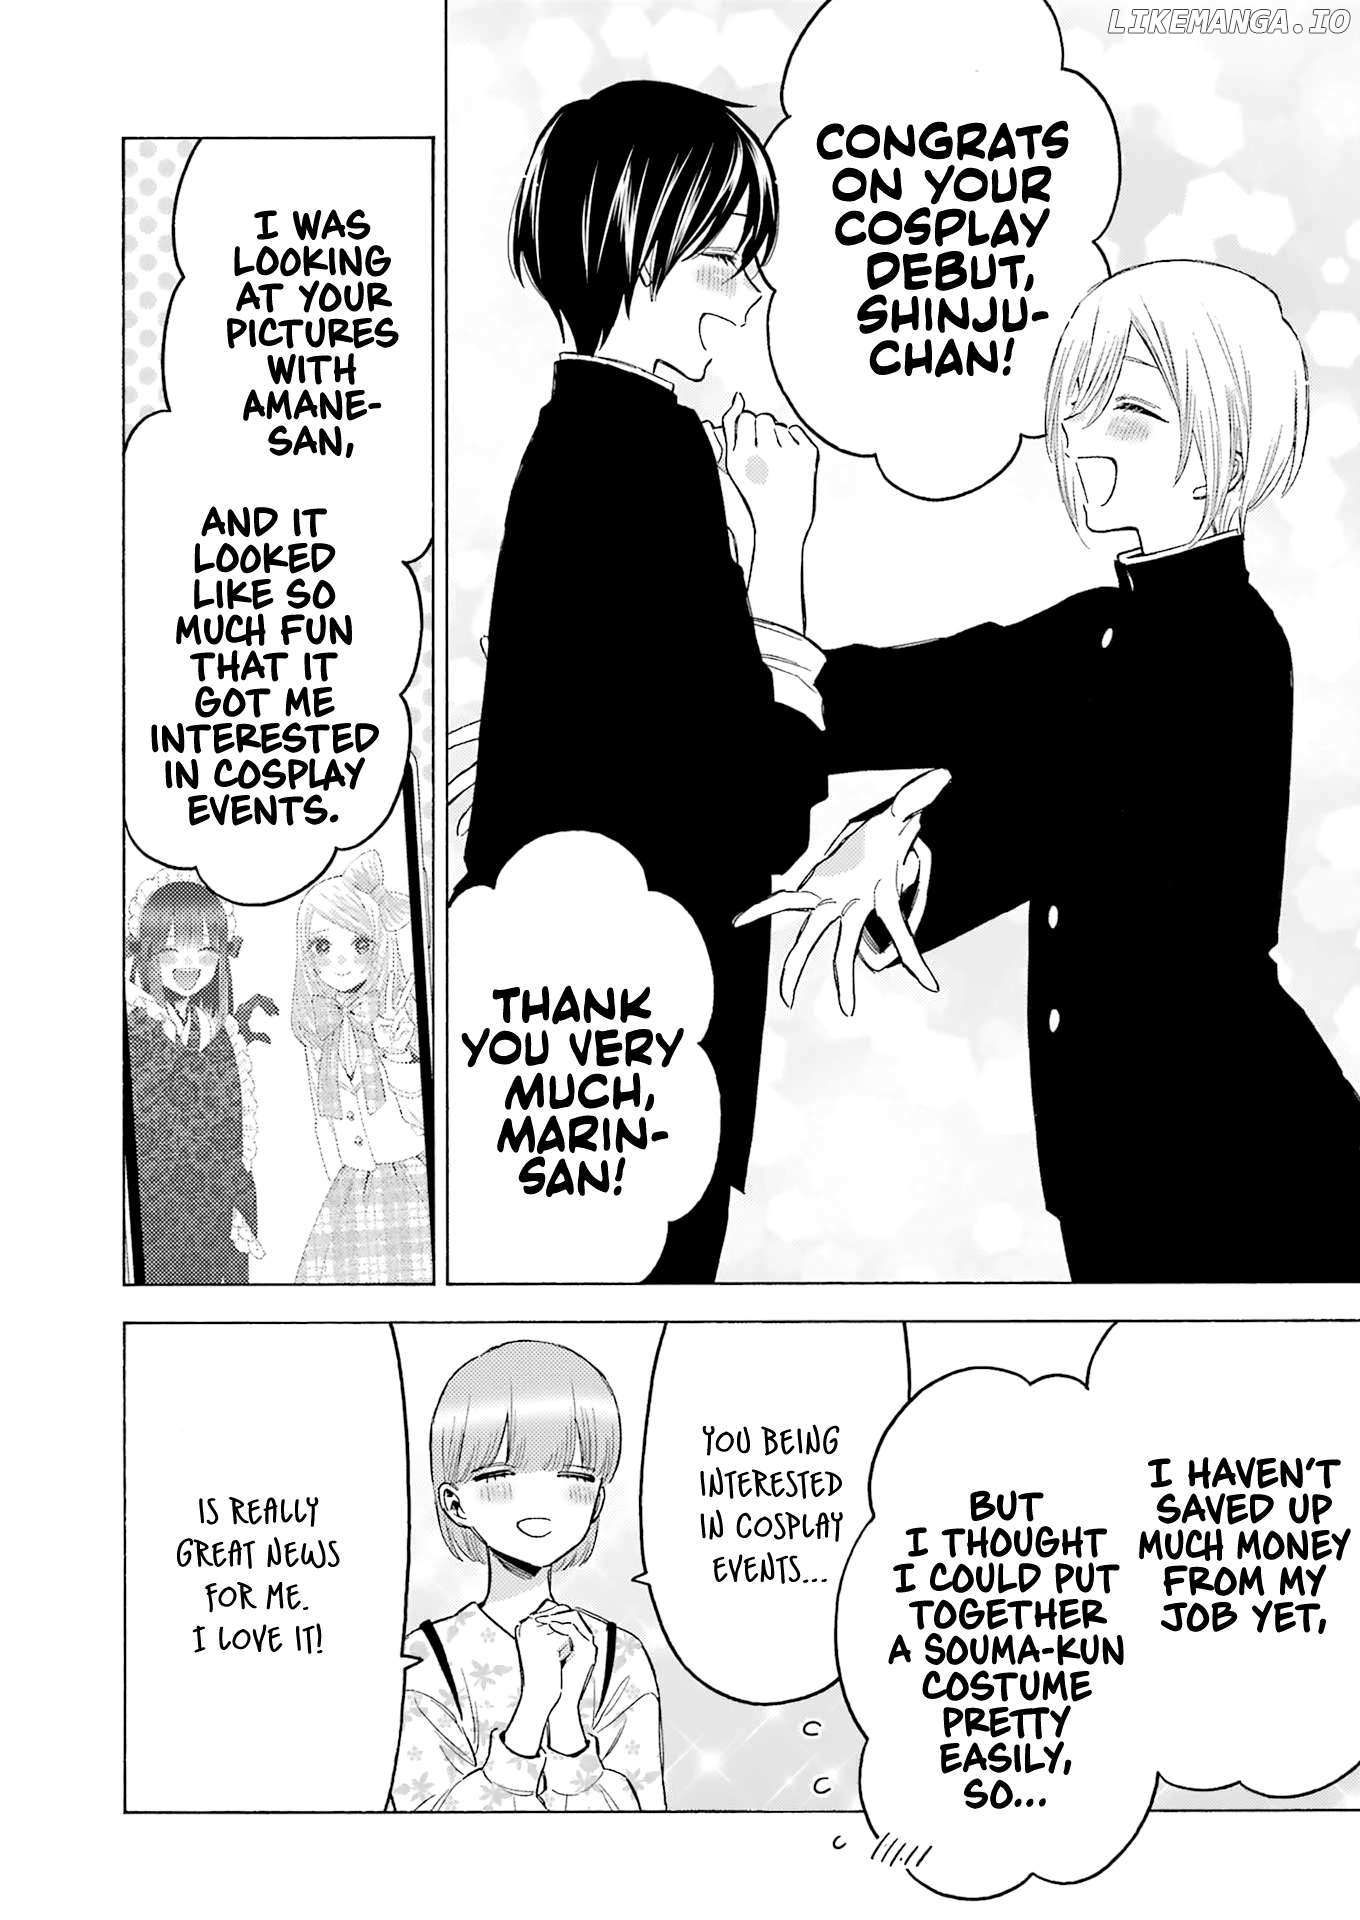 LIKEMANGA.IO
CONGRATS
ON YOUR
COSPLAY
DEBUT,
SHINJU-
CHAN!
THANK
YOU VERY
MUCH,
MARIN-
SAN!
I WAS
LOOKING
AT YOUR
PICTURES
WITH
AMANE-
SAN,
AND IT
LOOKED
LIKE SO
MUCH FUN
THAT IT
GOT ME
INTERESTED
IN COSPLAY
EVENTS.
I HAVEN'T
SAVED UP
MUCH MONEY
FROM MY
JOB YET,
BUT
I THOUGHT
I COULD PUT
TOGETHER
A SOUMA-KUN
COSTUME
PRETTY
EASILY,
SO...
YOU BEING
INTERESTED
IN COSPLAY
EVENTS...
IS REALLY
GREAT NEWS
FOR ME.
I LOVE IT!